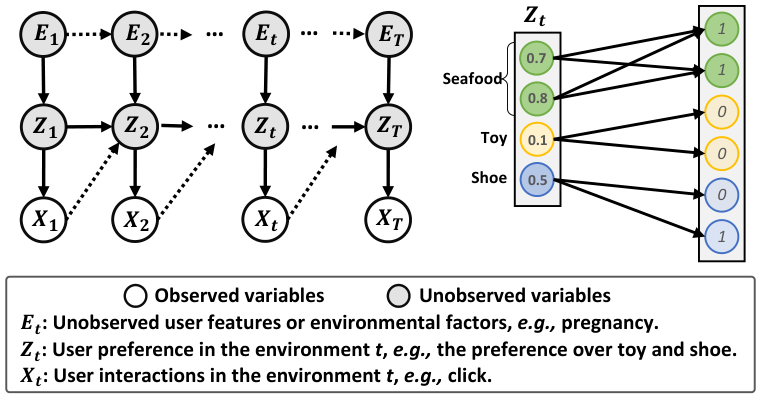 E1 E2 ... Et ... ET
Z1 Z2 ... Zt ... ZT
X1 X2 Xt XT
Zt
Seafood
Toy
Shoe
0.7
0.8
0.1
0.5
1
1
0
0
0
1
Observed variables Unobserved variables
Et: Unobserved user features or environmental factors, e.g., pregnancy.
Zt: User preference in the environment t, e.g., the preference over toy and shoe.
Xt: User interactions in the environment t, e.g., click.